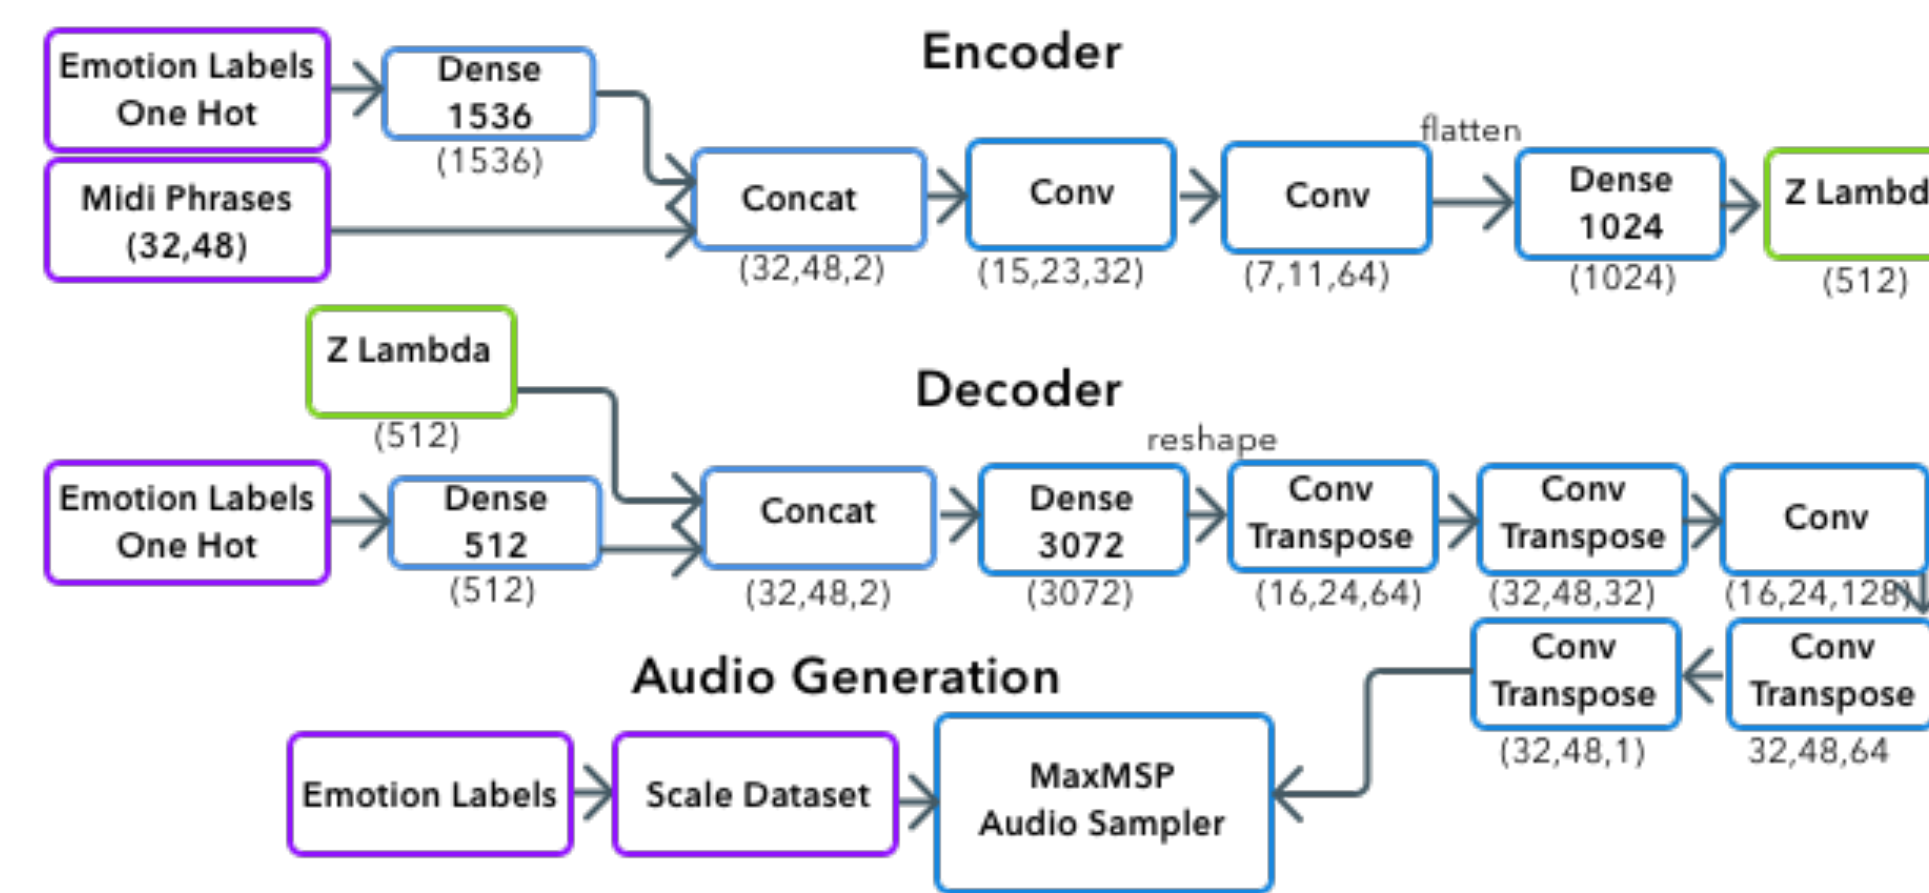 Encoder
Emotion Labels
One Hot
Dense
1536
(1536)
Midi Phrases
(32,48)
Concat
(32,48,2)
Conv
(15,23,32)
Conv
(7,11,64)
flatten
Dense
1024
(1024)
Z Lambd
(512)
Decoder
Z Lambda
(512)
Emotion Labels
One Hot
Dense
512
(512)
Concat
(32,48,2)
Dense
3072
(3072)
reshape
Conv
Transpose
(16,24,64)
Conv
Transpose
(32,48,32)
Conv
(16,24,128)
Conv
Transpose
32,48,64
Conv
Transpose
(32,48,1)
Audio Generation
Emotion Labels
Scale Dataset
MaxMSP
Audio Sampler